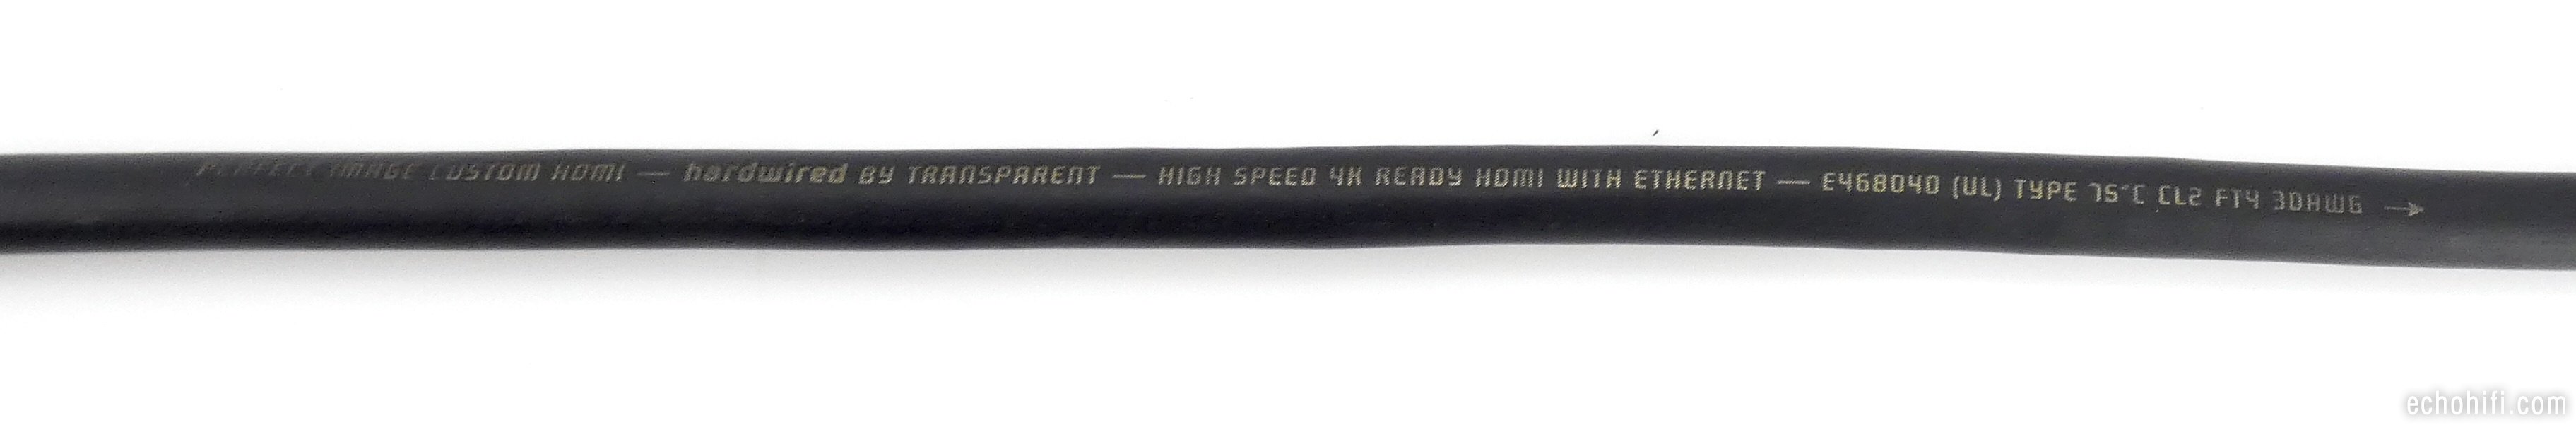 PERFECT IMAGE CUSTOM HDMI — hardwired BY TRANSPARENT — HIGH SPEED 4K READY HDMI WITH ETHERNET — E468040 (UL) TYPE 75°C CL2 FT4 30AWG →
echohifi.com